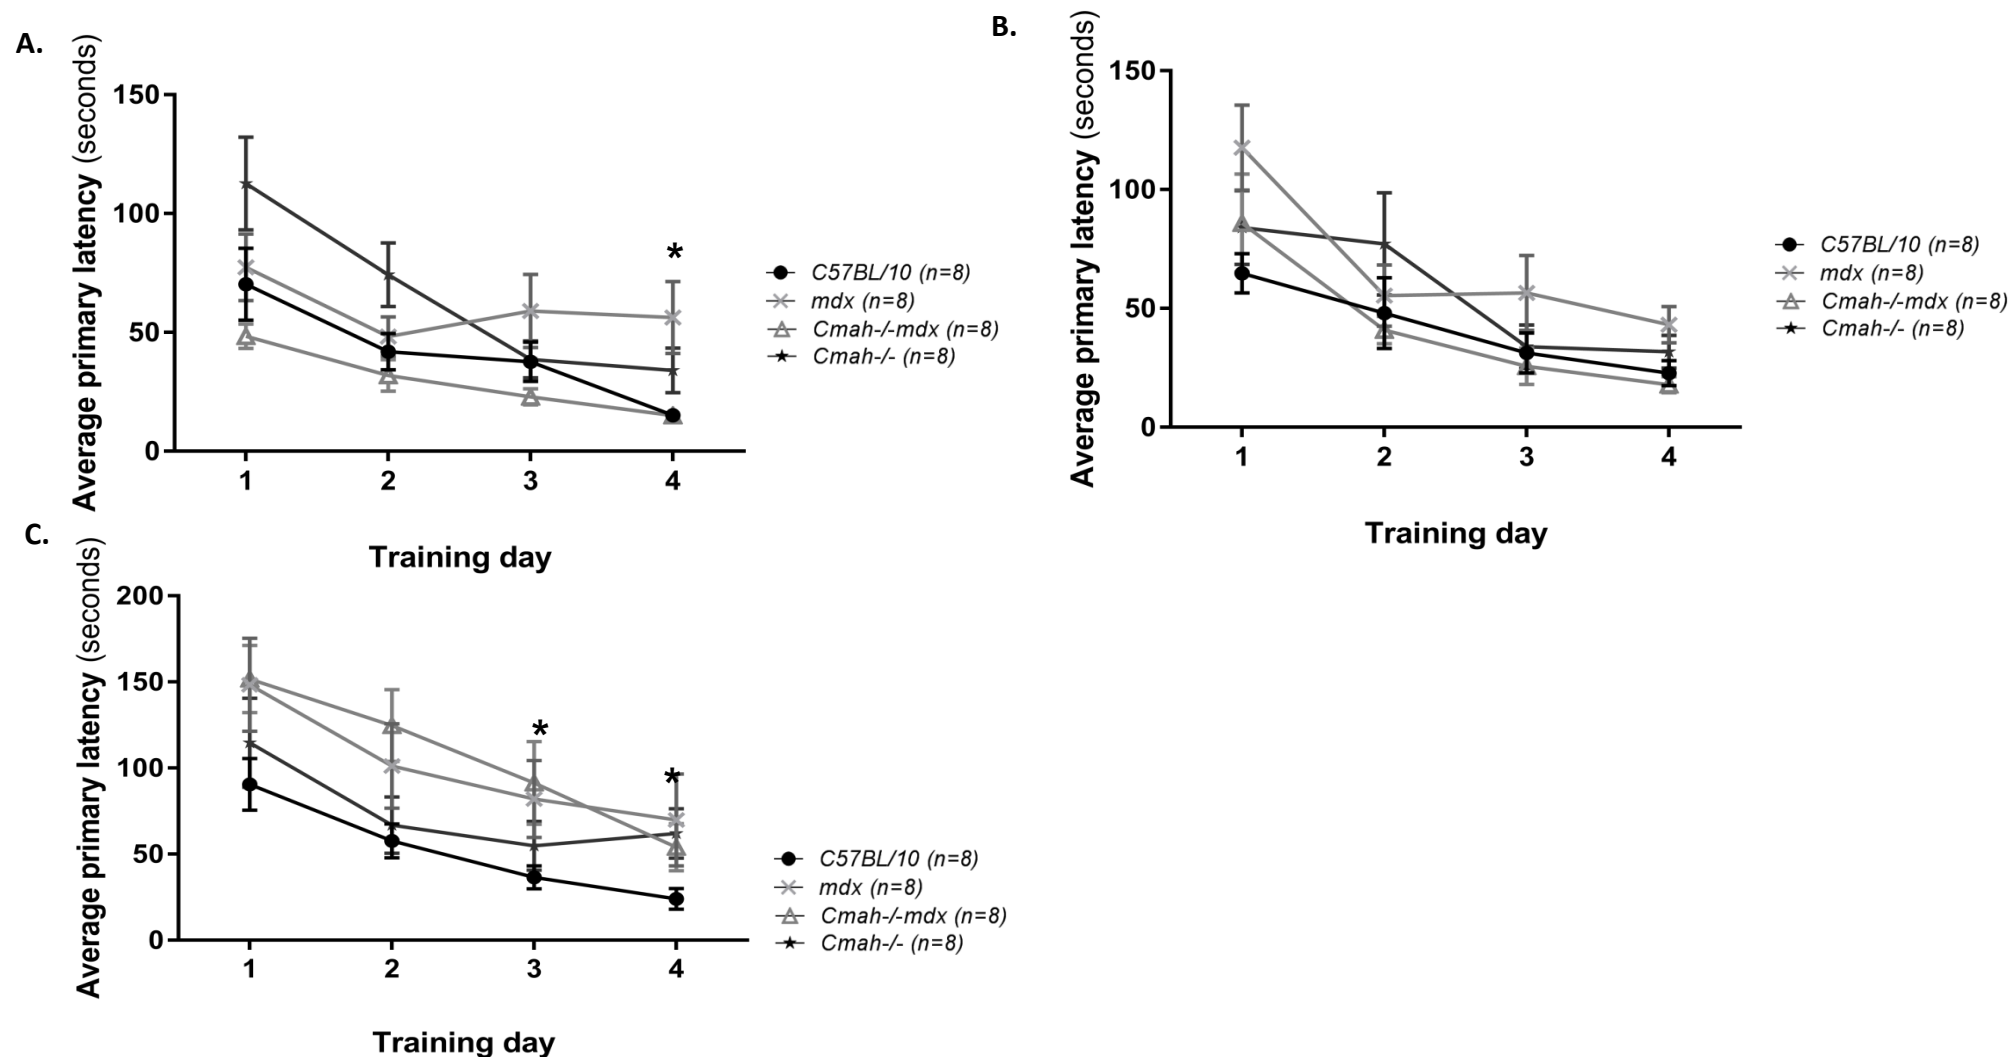 A.
Average primary latency (seconds)
150
100
50
0
1 2 3 4
Training day
*
C57BL/10 (n=8)
mdx (n=8)
Cmah-/-mdx (n=8)
Cmah-/- (n=8)
B.
Average primary latency (seconds)
150
100
50
0
1 2 3 4
Training day
C57BL/10 (n=8)
mdx (n=8)
Cmah-/-mdx (n=8)
Cmah-/- (n=8)
C.
Average primary latency (seconds)
200
150
100
50
0
1 2 3 4
Training day
*
*
C57BL/10 (n=8)
mdx (n=8)
Cmah-/-mdx (n=8)
Cmah-/- (n=8)